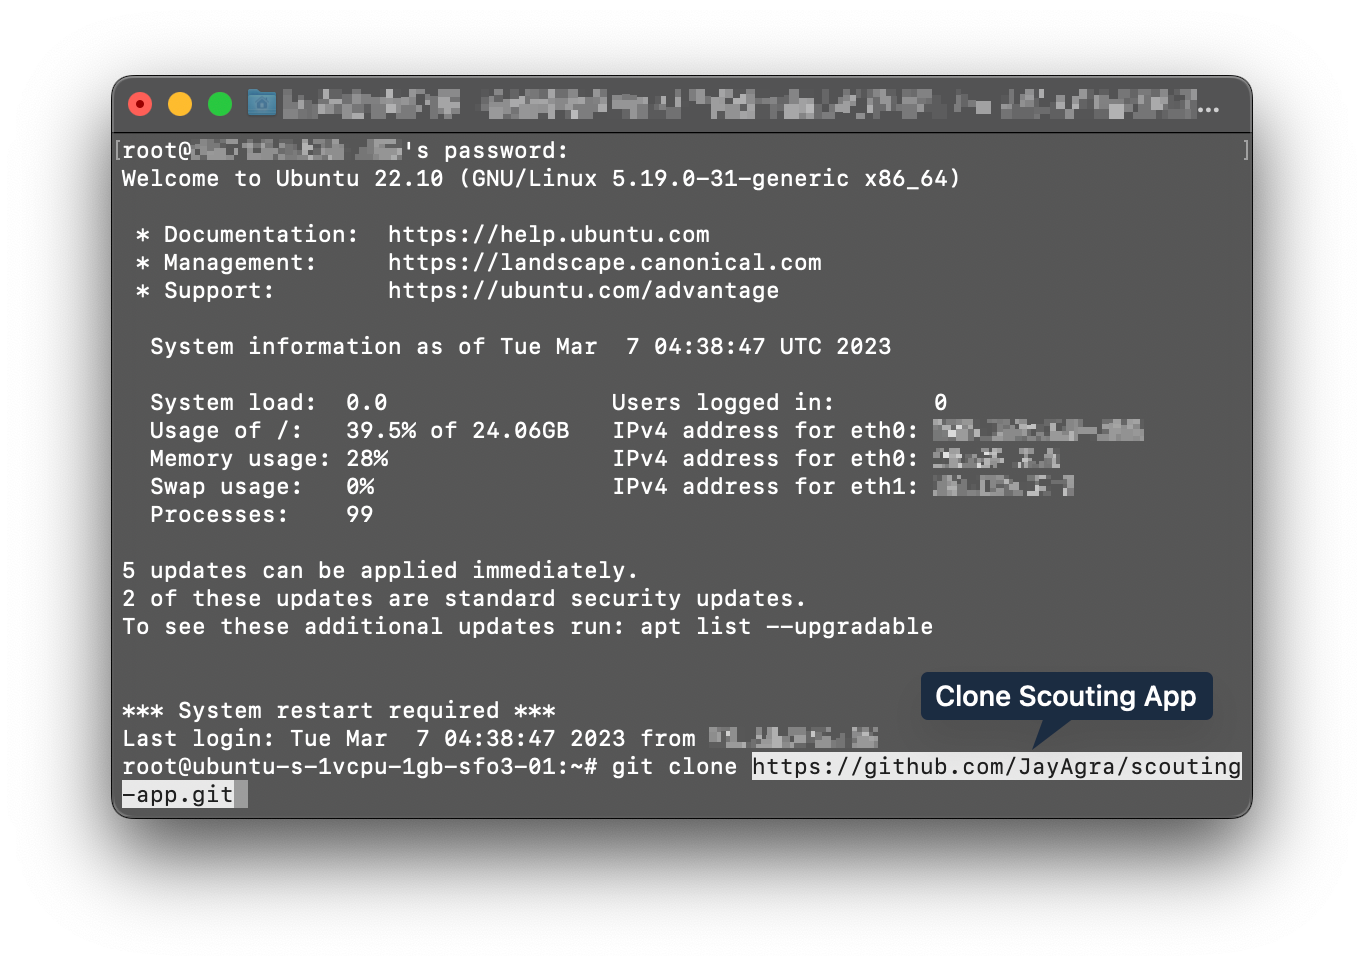 ...
[root@ 's password: ]
Welcome to Ubuntu 22.10 (GNU/Linux 5.19.0-31-generic x86_64)
* Documentation: https://help.ubuntu.com
* Management: https://landscape.canonical.com
* Support: https://ubuntu.com/advantage
System information as of Tue Mar 7 04:38:47 UTC 2023
System load: 0.0 Users logged in: 0
Usage of /: 39.5% of 24.06GB IPv4 address for eth0:
Memory usage: 28% IPv4 address for eth0:
Swap usage: 0% IPv4 address for eth1:
Processes: 99
5 updates can be applied immediately.
2 of these updates are standard security updates.
To see these additional updates run: apt list --upgradable
Clone Scouting App
*** System restart required ***
Last login: Tue Mar 7 04:38:47 2023 from
root@ubuntu-s-1vcpu-1gb-sfo3-01:~# git clone https://github.com/JayAgra/scouting
-app.git